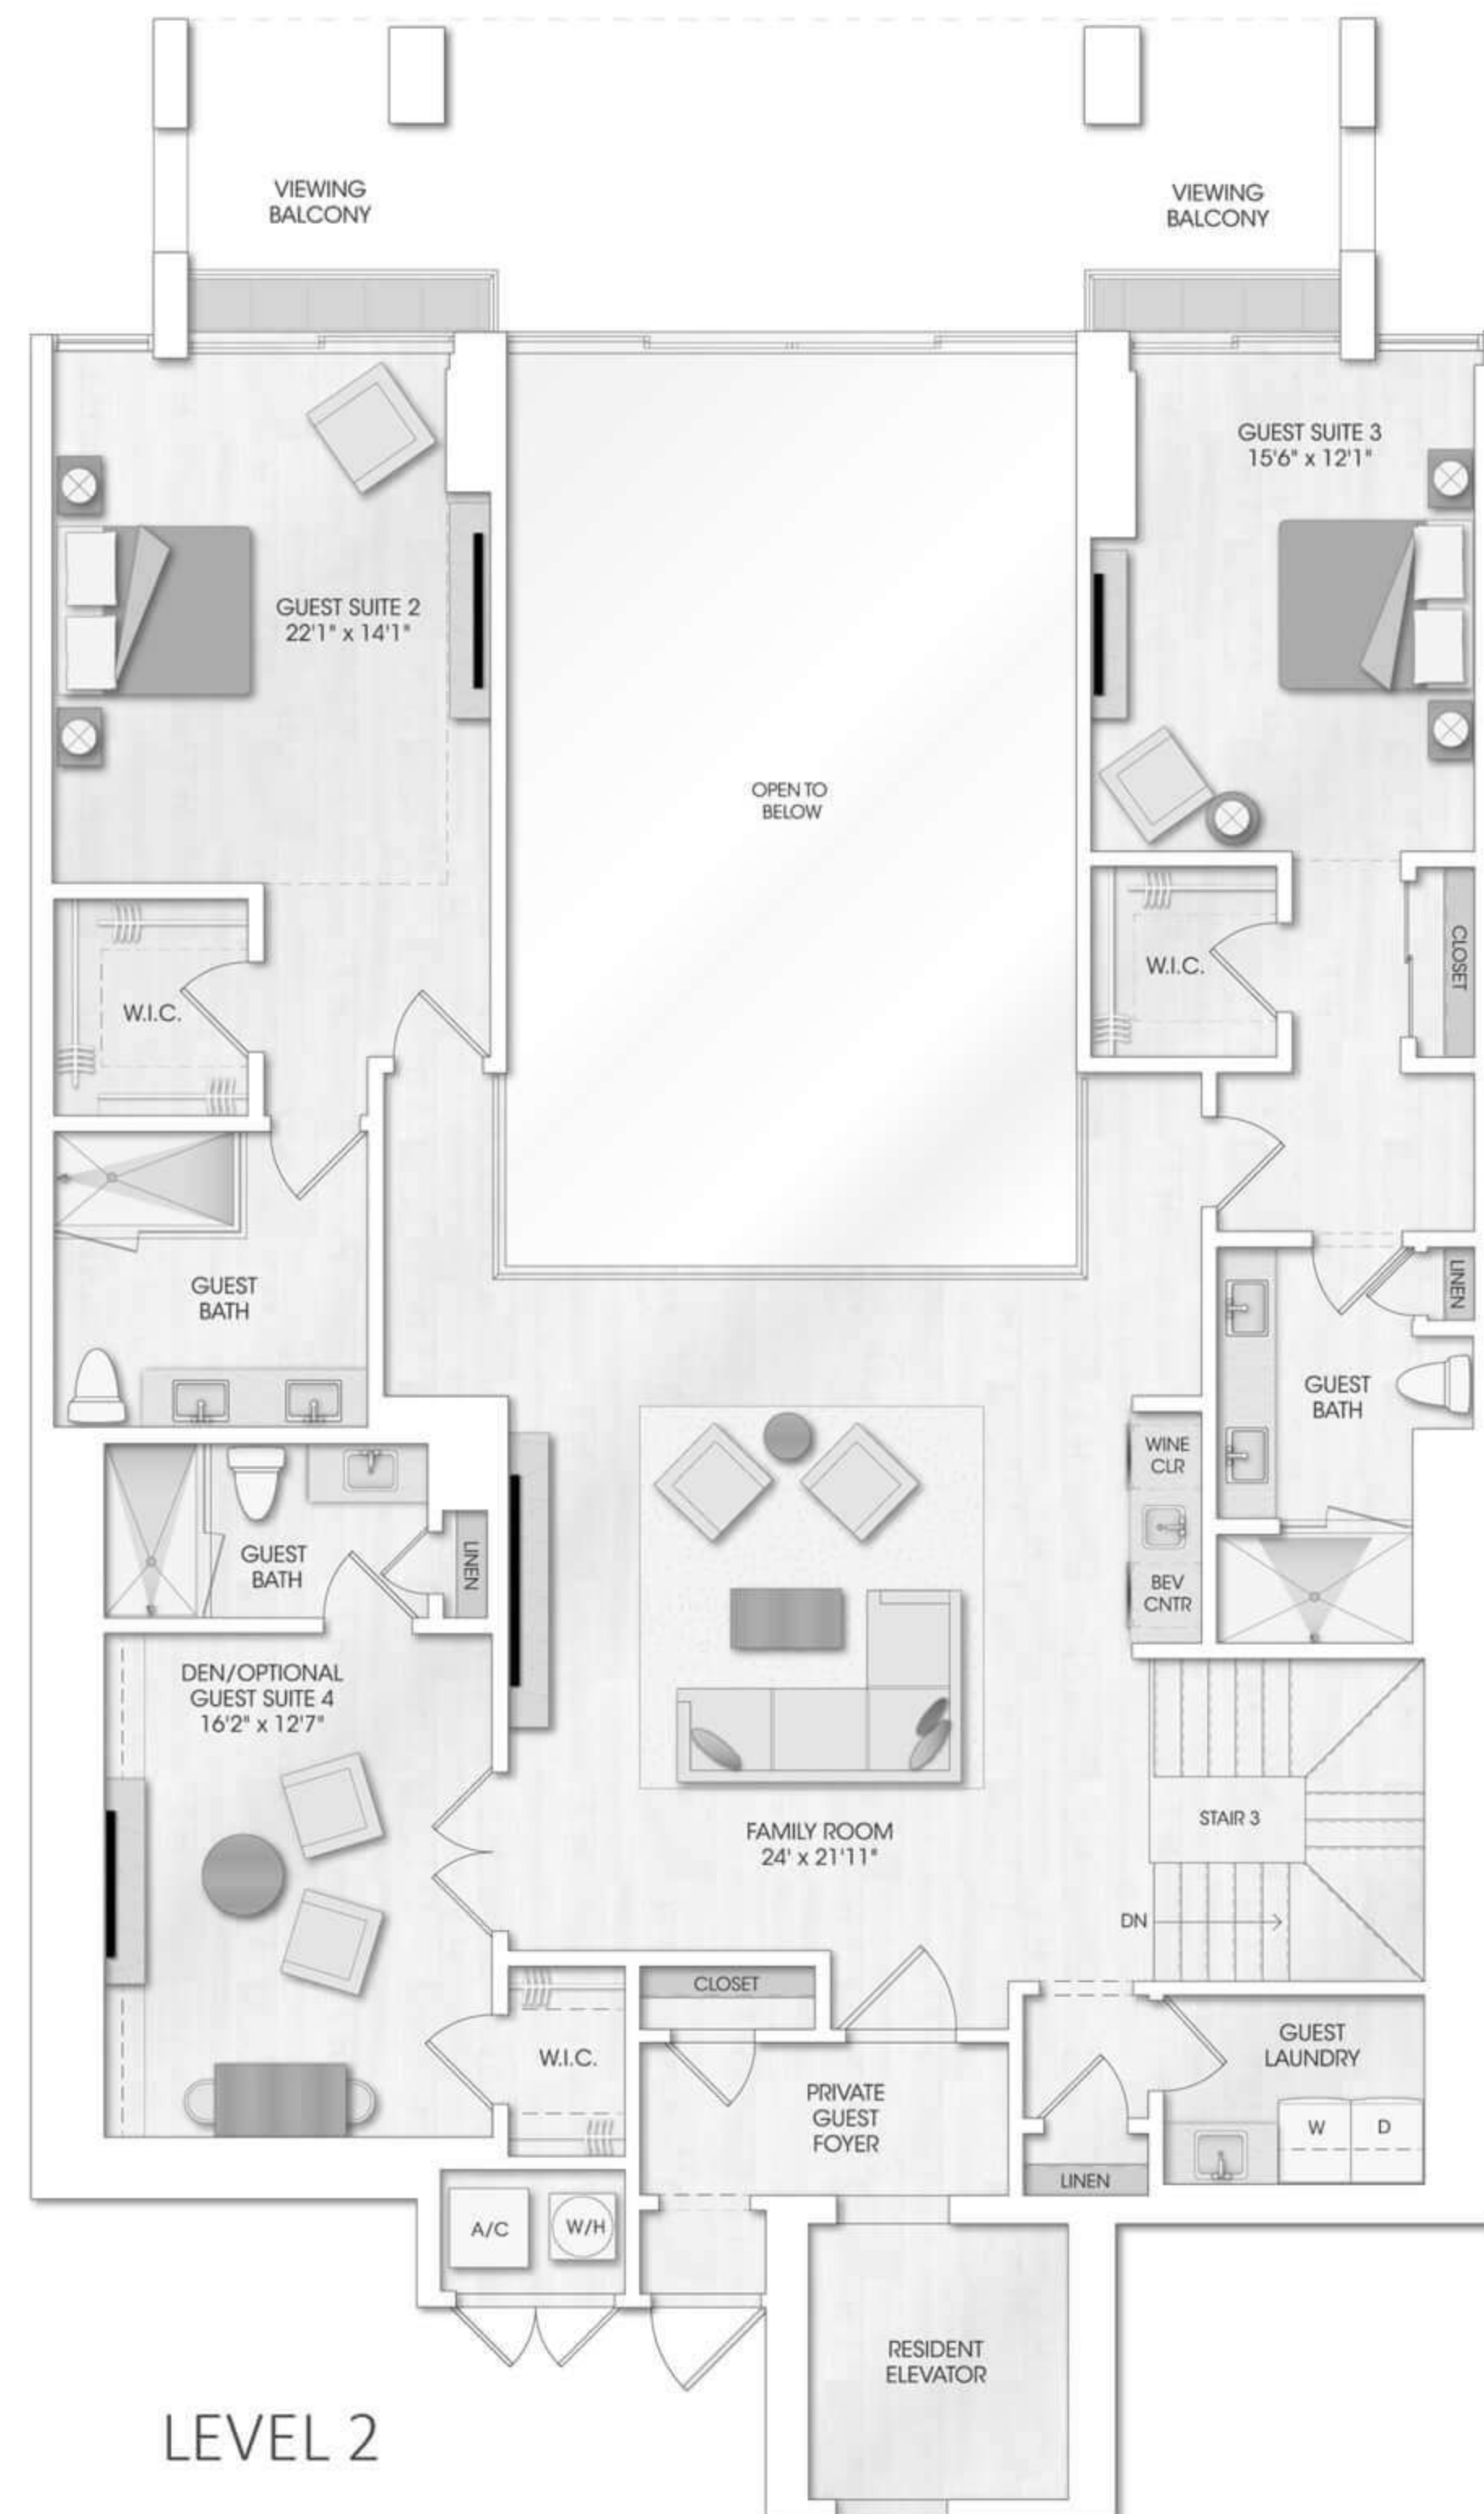 VIEWING
BALCONY
VIEWING
BALCONY
GUEST SUITE 3
15'6" x 12'1"
GUEST SUITE 2
22'1" x 14'1"
OPEN TO
BELOW
W.I.C.
W.I.C.
CLOSET
GUEST
BATH
LINEN
GUEST
BATH
WINE
CLR
GUEST
BATH
LINEN
BEV
CNTR
DEN/OPTIONAL
GUEST SUITE 4
16'2" x 12'7"
FAMILY ROOM
24' x 21'11"
STAIR 3
DN
CLOSET
W.I.C.
GUEST
LAUNDRY
PRIVATE
GUEST
FOYER
W
D
LINEN
A/C
W/H
RESIDENT
ELEVATOR
LEVEL 2